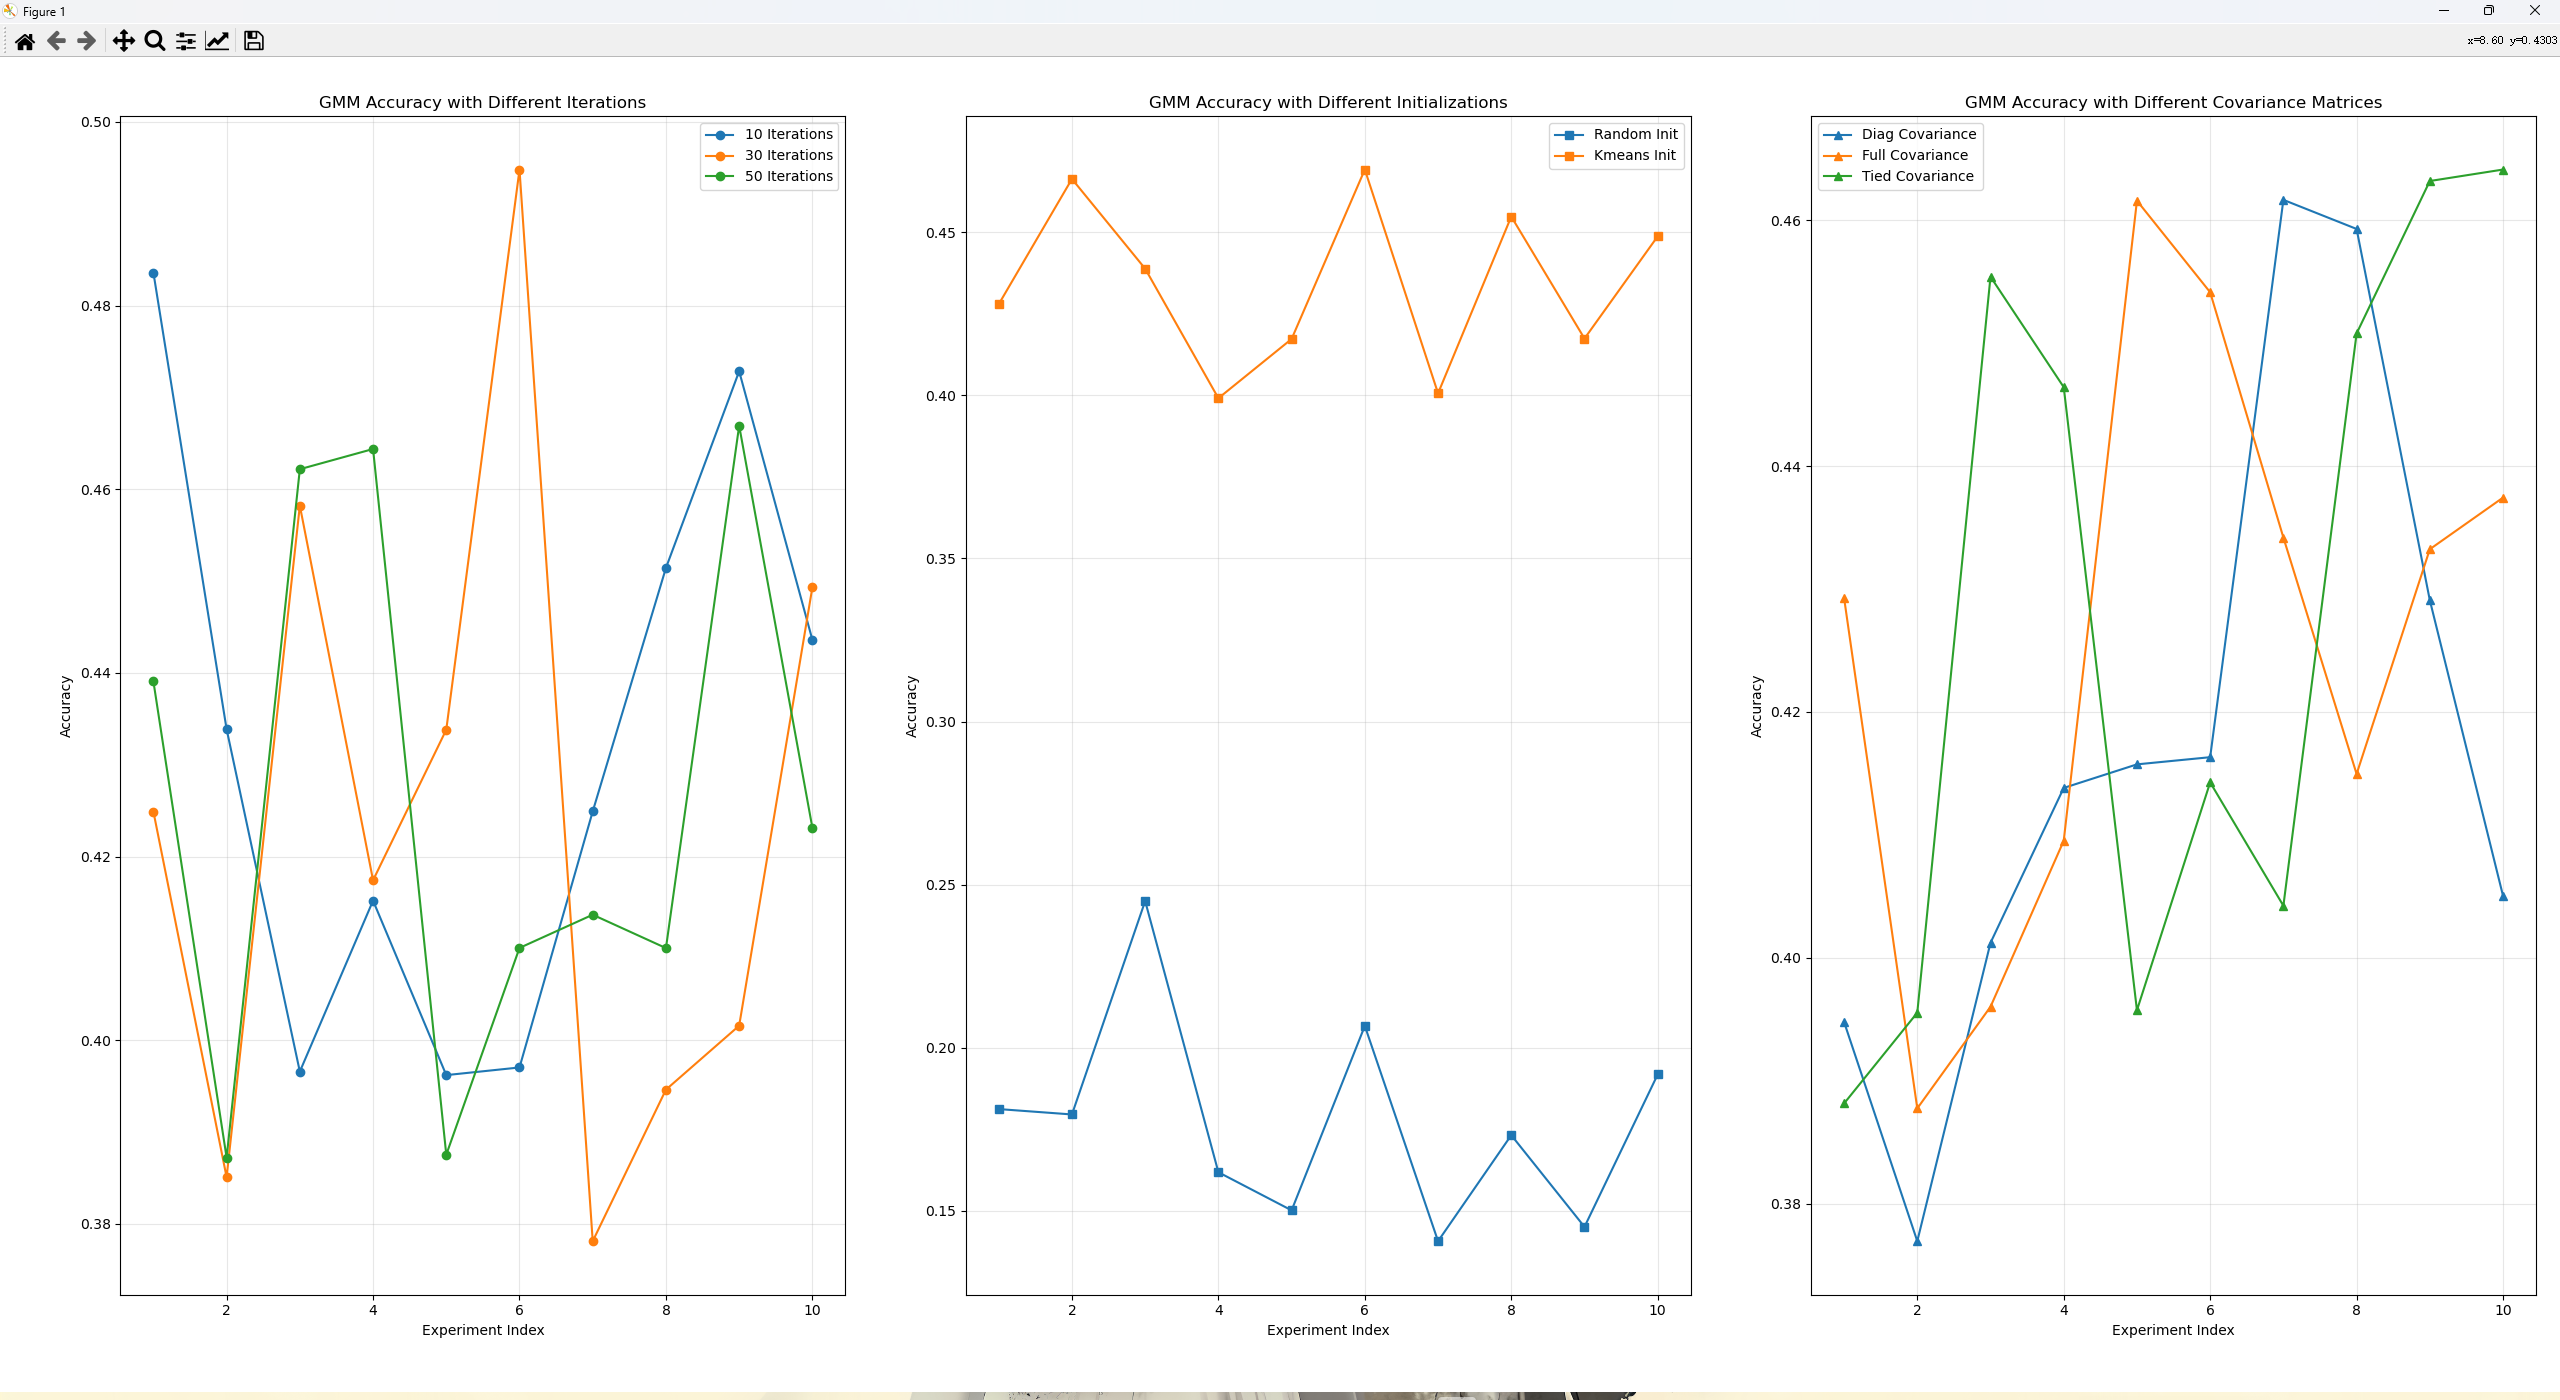 Figure 1
x=8.60 y=0.4303
GMM Accuracy with Different Iterations
0.50
0.48
0.46
0.44
0.42
0.40
0.38
Accuracy
10 Iterations
30 Iterations
50 Iterations
2 4 6 8 10
Experiment Index
GMM Accuracy with Different Initializations
0.45
0.40
0.35
0.30
0.25
0.20
0.15
Accuracy
Random Init
Kmeans Init
2 4 6 8 10
Experiment Index
GMM Accuracy with Different Covariance Matrices
0.46
0.44
0.42
0.40
0.38
Accuracy
Diag Covariance
Full Covariance
Tied Covariance
2 4 6 8 10
Experiment Index